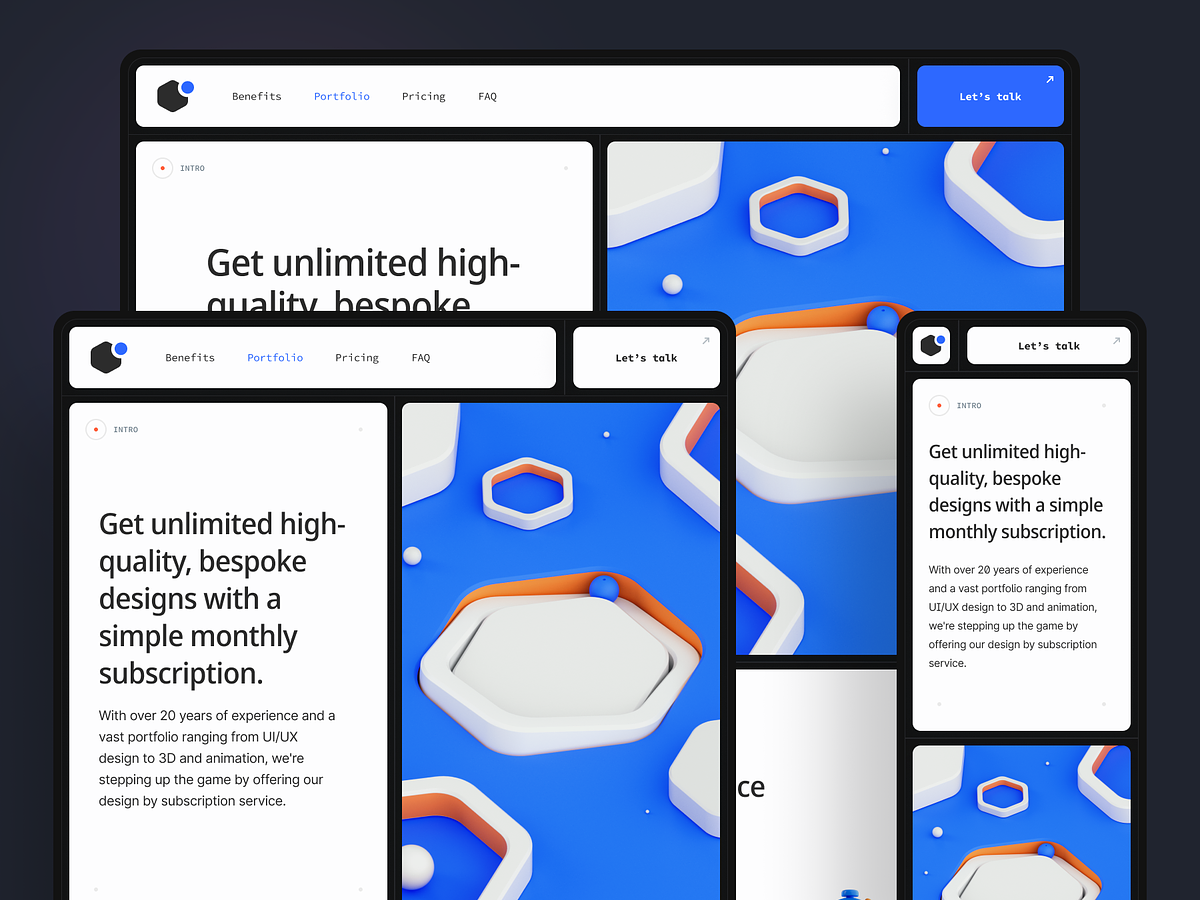 Benefits Portfolio Pricing FAQ
Let's talk
INTRO
Get unlimited high-
quality, bespoke
Benefits Portfolio Pricing FAQ
Let's talk
INTRO
Get unlimited high-
quality, bespoke
designs with a
simple monthly
subscription.
With over 20 years of experience and a
vast portfolio ranging from UI/UX
design to 3D and animation, we're
stepping up the game by offering our
design by subscription service.
ce
Let's talk
INTRO
Get unlimited high-
quality, bespoke
designs with a simple
monthly subscription.
With over 20 years of experience
and a vast portfolio ranging from
UI/UX design to 3D and animation,
we're stepping up the game by
offering our design by subscription
service.